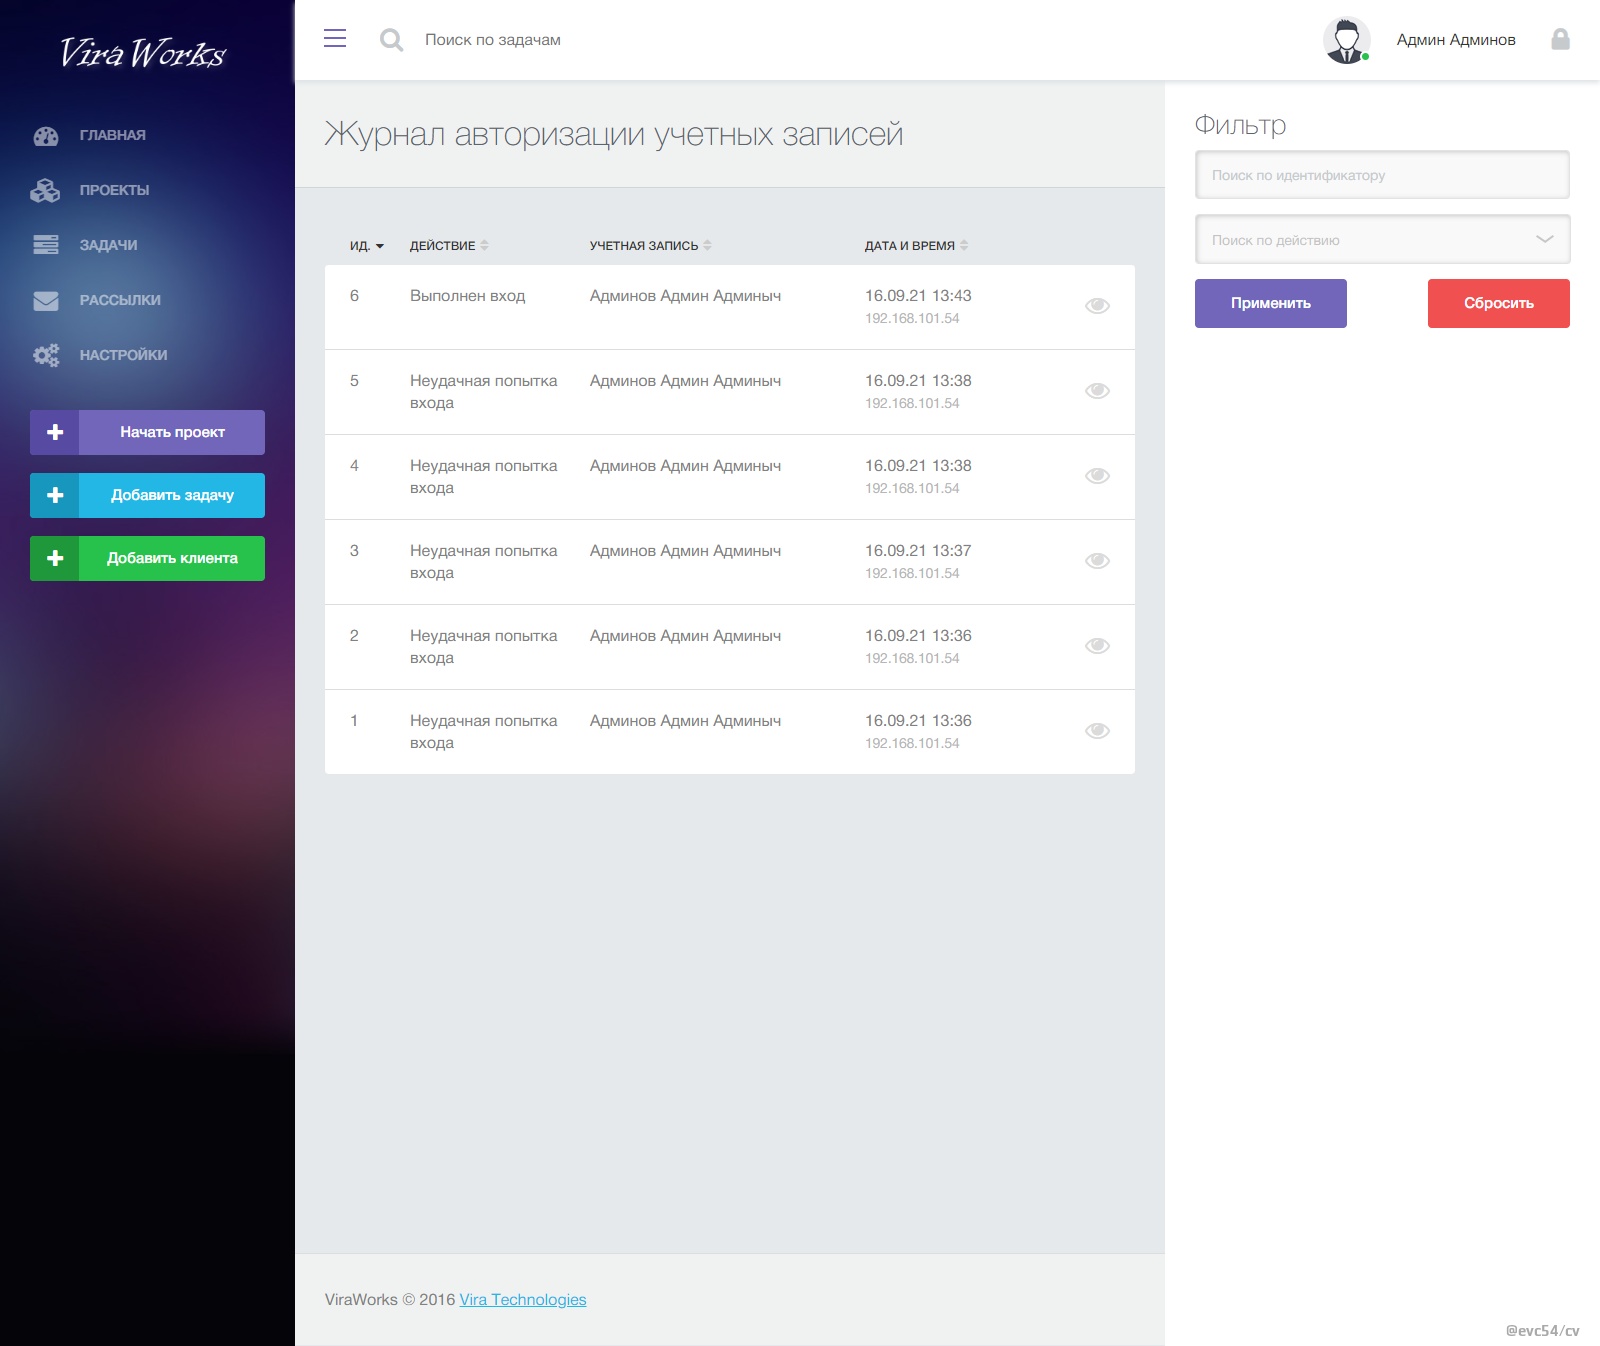 Vira Works
ГЛАВНАЯ
ПРОЕКТЫ
ЗАДАЧИ
РАССЫЛКИ
НАСТРОЙКИ
Начать проект
Добавить задачу
Добавить клиента
Поиск по задачам
Админ Админов
Журнал авторизации учетных записей
ИД. ДЕЙСТВИЕ УЧЕТНАЯ ЗАПИСЬ ДАТА И ВРЕМЯ
6 Выполнен вход Админов Админ Админыч 16.09.21 13:43
192.168.101.54
5 Неудачная попытка Админов Админ Админыч 16.09.21 13:38
входа 192.168.101.54
4 Неудачная попытка Админов Админ Админыч 16.09.21 13:38
входа 192.168.101.54
3 Неудачная попытка Админов Админ Админыч 16.09.21 13:37
входа 192.168.101.54
2 Неудачная попытка Админов Админ Админыч 16.09.21 13:36
входа 192.168.101.54
1 Неудачная попытка Админов Админ Админыч 16.09.21 13:36
входа 192.168.101.54
Фильтр
Поиск по идентификатору
Поиск по действию
Применить Сбросить
ViraWorks © 2016 Vira Technologies
@evc54/cv